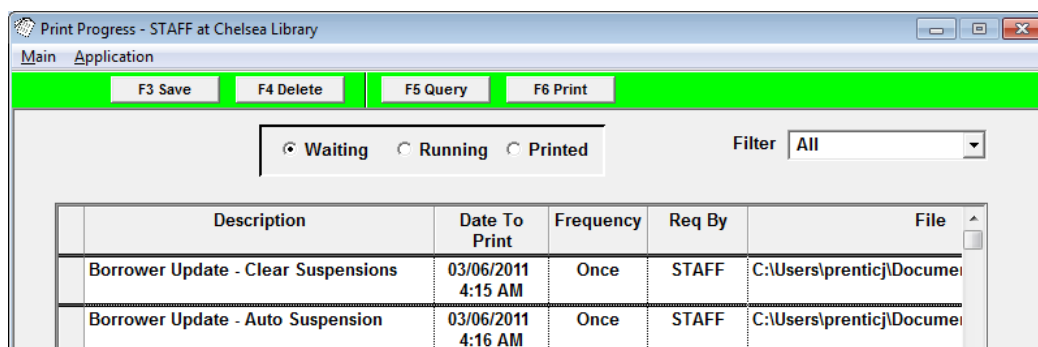 Print Progress - STAFF at Chelsea Library
Main Application
F3 Save F4 Delete F5 Query F6 Print
Waiting Running Printed Filter All
Description Date To Print Frequency Req By File
Borrower Update - Clear Suspensions 03/06/2011 4:15 AM Once STAFF C:\Users\prenticj\Docume
Borrower Update - Auto Suspension 03/06/2011 4:16 AM Once STAFF C:\Users\prenticj\Docume